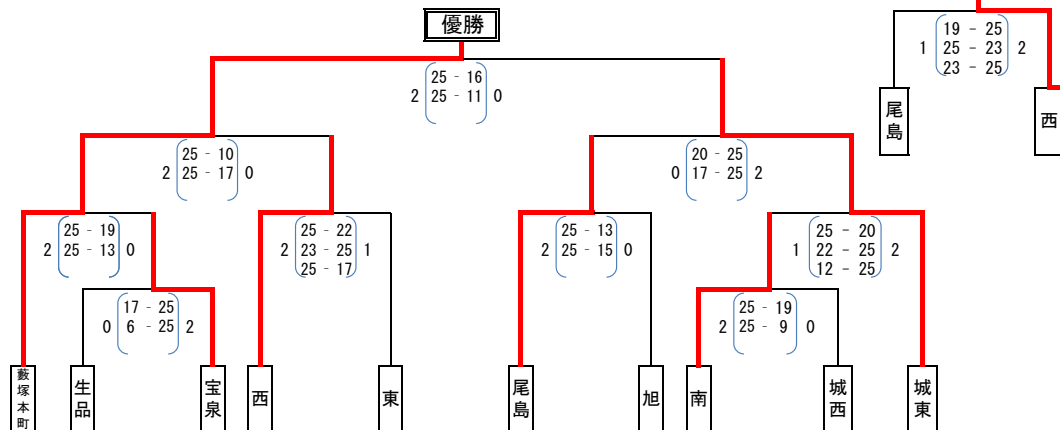 優勝
19 - 25
1 25 - 23 2
23 - 25
尾島
西
25 - 16
2 25 - 11 0
25 - 10
2 25 - 17 0
20 - 25
0 17 - 25 2
25 - 19
2 25 - 13 0
25 - 22
2 23 - 25 1
25 - 17
25 - 13
2 25 - 15 0
25 - 20
1 22 - 25 2
12 - 25
17 - 25
0 6 - 25 2
25 - 19
2 25 - 9 0
藪塚本町
生品
宝泉
西
東
尾島
旭
南
城西
城東